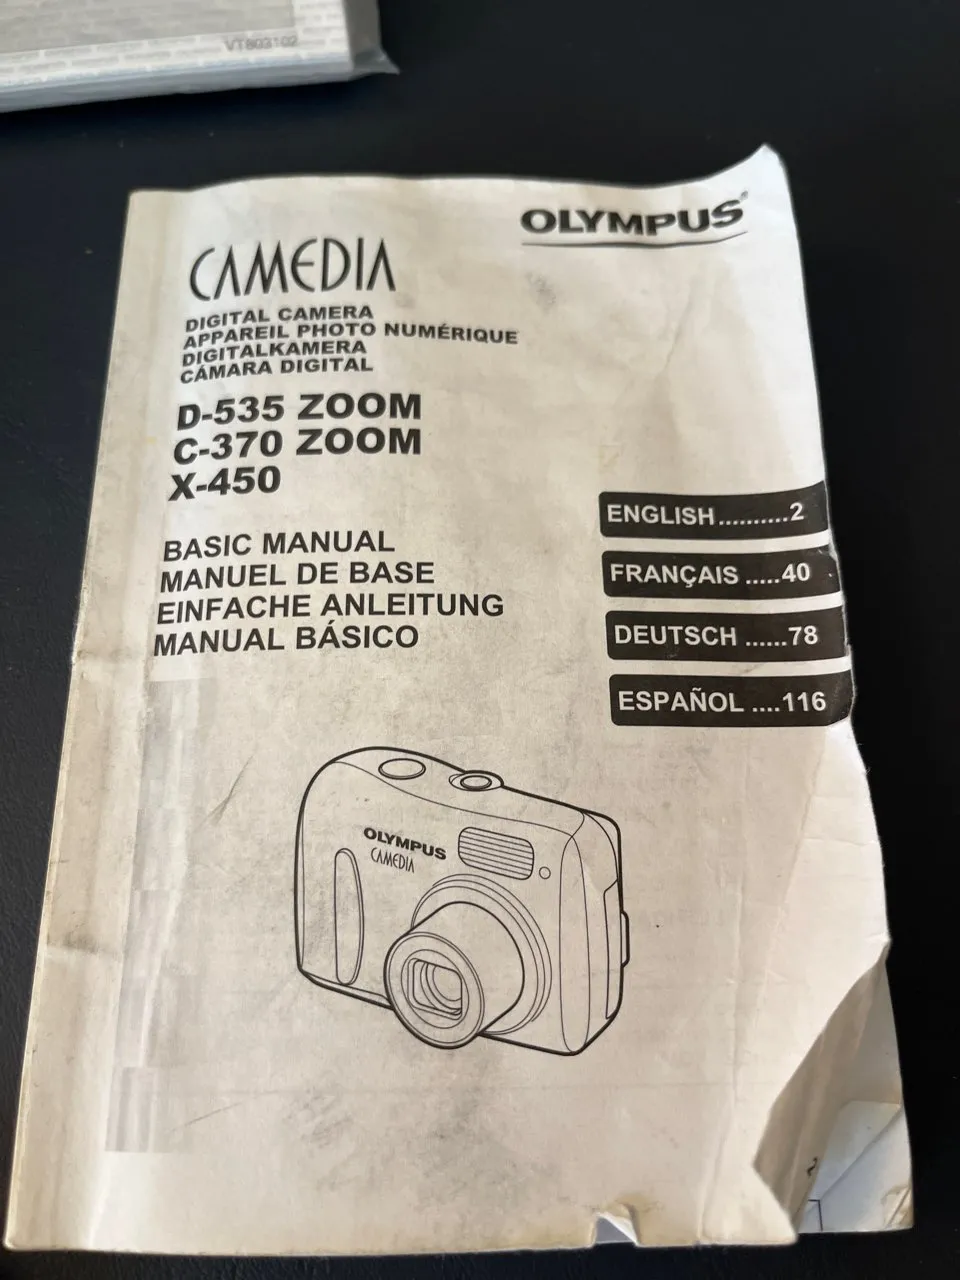 VT803102
OLYMPUS®
CAMEDIA
DIGITAL CAMERA
APPAREIL PHOTO NUMÉRIQUE
DIGITALKAMERA
CÁMARA DIGITAL
D-535 ZOOM
C-370 ZOOM
X-450
BASIC MANUAL
MANUEL DE BASE
EINFACHE ANLEITUNG
MANUAL BÁSICO
ENGLISH..........2
FRANÇAIS .....40
DEUTSCH ......78
ESPAÑOL ....116
OLYMPUS
CAMEDIA